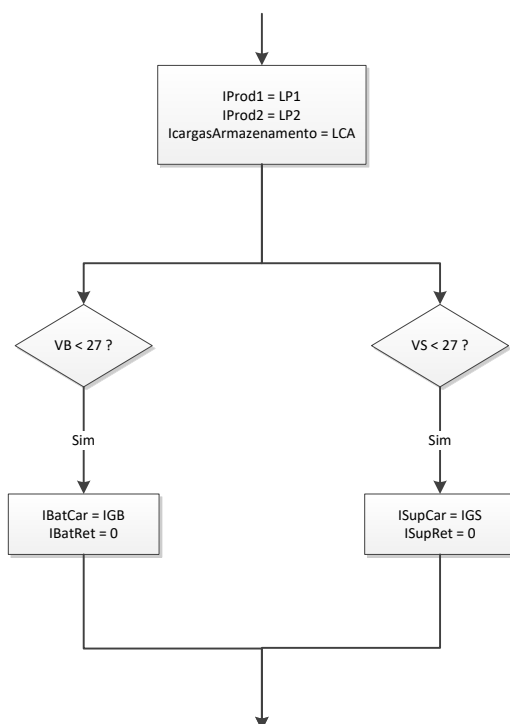 IProd1 = LP1
IProd2 = LP2
IcargasArmazenamento = LCA
VB < 27 ?
VS < 27 ?
Sim
Sim
IBatCar = IGB
IBatRet = 0
ISupCar = IGS
ISupRet = 0